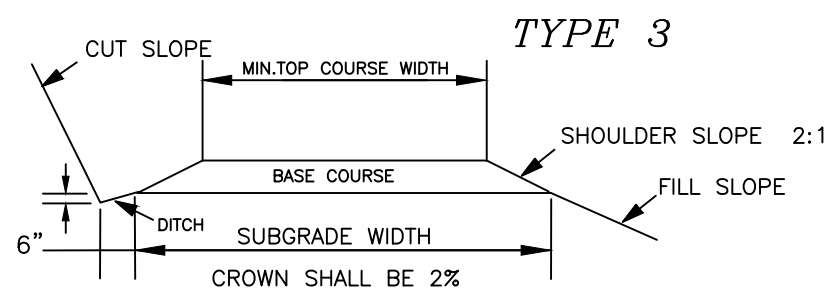 TYPE 3
CUT SLOPE
MIN.TOP COURSE WIDTH
SHOULDER SLOPE 2:1
BASE COURSE
FILL SLOPE
DITCH
6"
SUBGRADE WIDTH
CROWN SHALL BE 2%